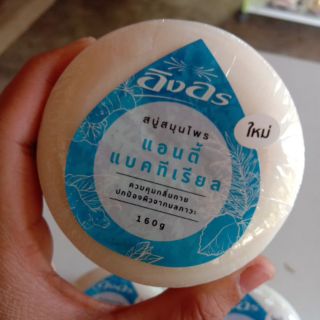 อิงอร
สบู่สมุนไพร
ใหม่
แอนตี้
แบคทีเรียล
ควบคุมกลิ่นกาย
ปกป้องผิวจากมลภาวะ
160g